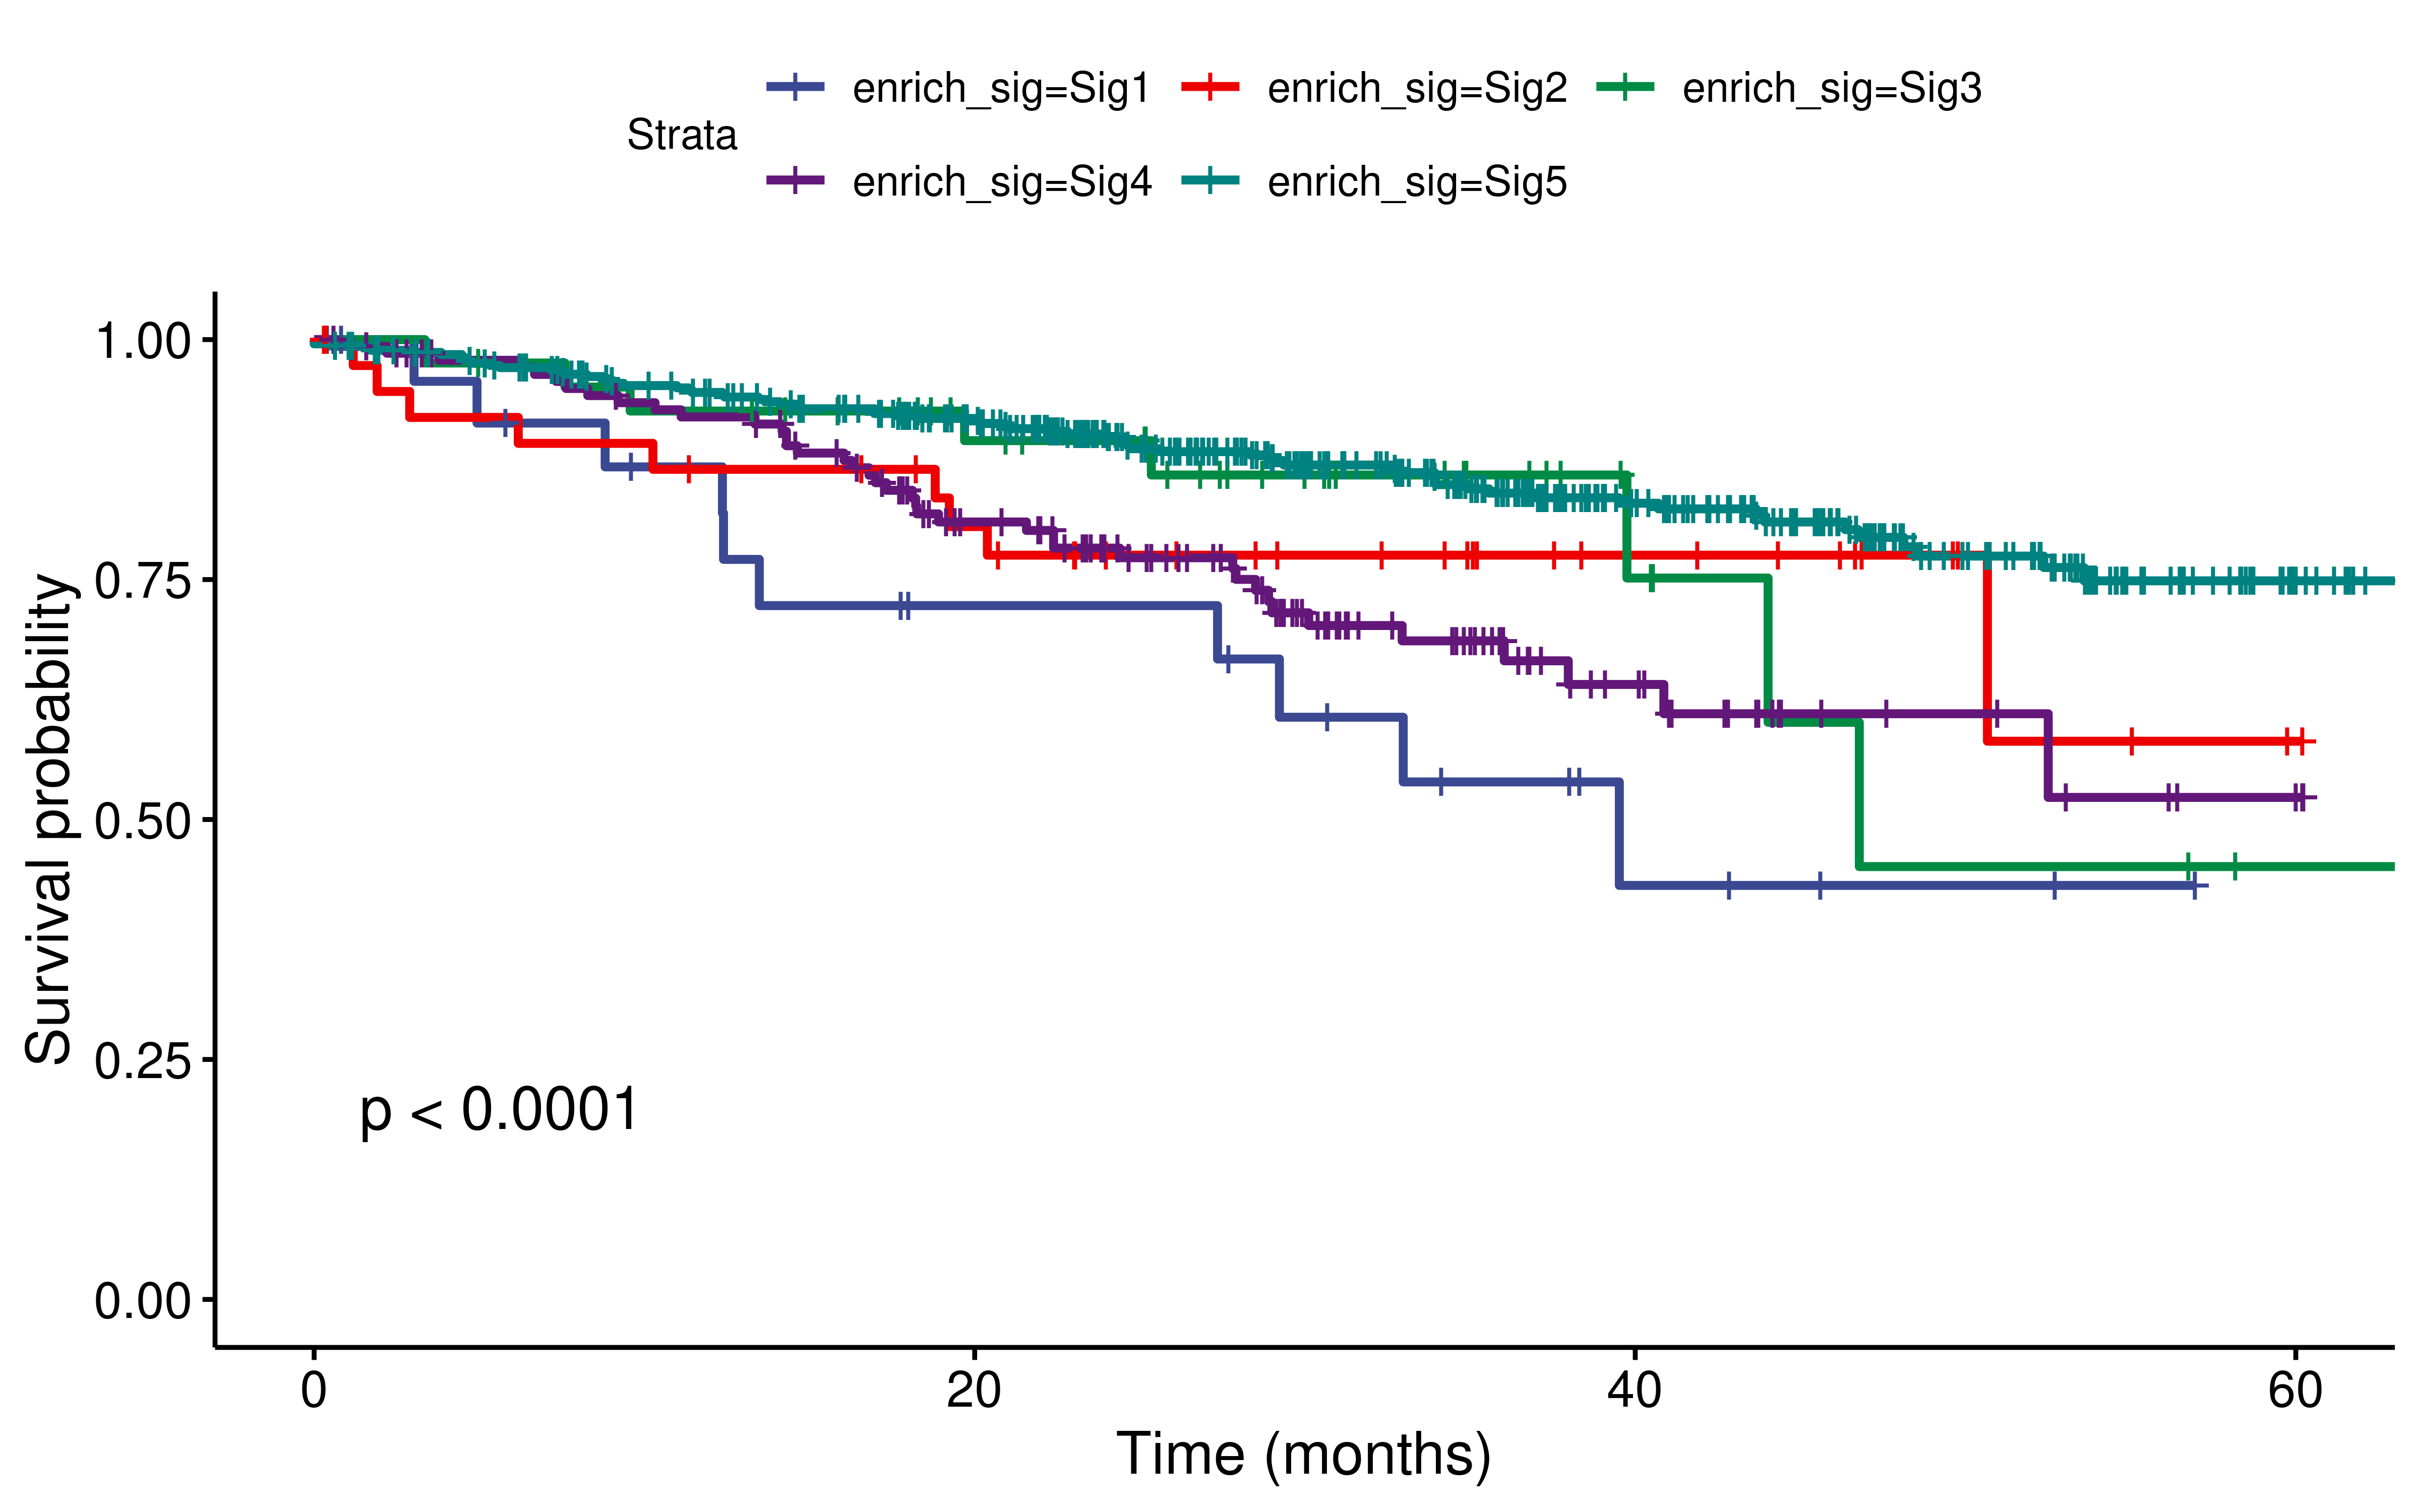 enrich_sig=Sig1 enrich_sig=Sig2 enrich_sig=Sig3
Strata
enrich_sig=Sig4 enrich_sig=Sig5
Survival probability
1.00
0.75
0.50
0.25
0.00
p < 0.0001
0 20 40 60
Time (months)